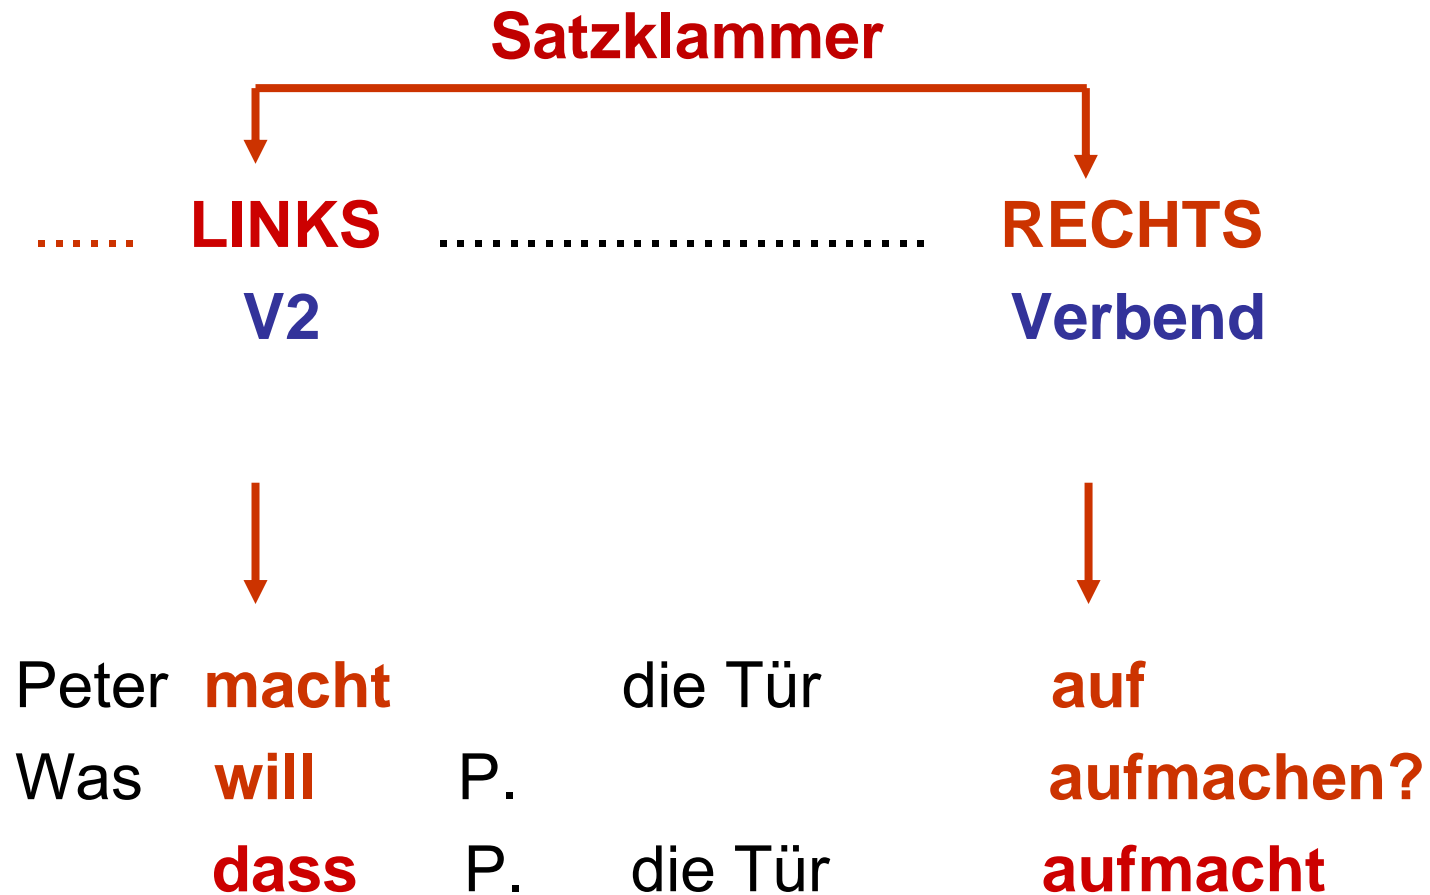 Satzklammer
...... LINKS ................................. RECHTS
V2 Verbend
Peter macht die Tür auf
Was will P. aufmachen?
dass P. die Tür aufmacht